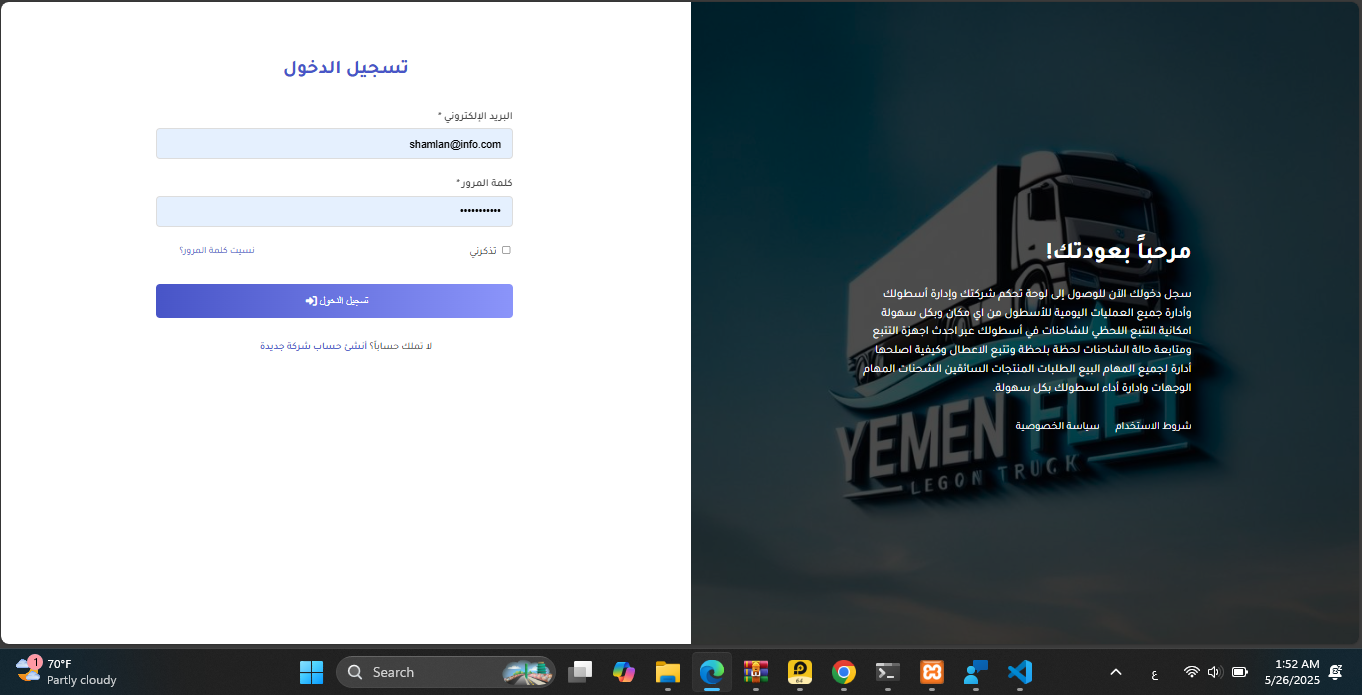 تسجيل الدخول
البريد الإلكتروني *
shamlan@info.com
كلمة المرور *
•••••••••••
تذكرني
نسيت كلمة المرور؟
تسجيل الدخول
لا تملك حساباً؟ أنشئ حساب شركة جديدة
مرحباً بعودتك!
سجل دخولك الآن للوصول إلى لوحة تحكم شركتك وإدارة أسطولك
وأدارة جميع العمليات اليومية للأسطول من اي مكان وبكل سهولة
امكانية التتبع اللحظي للشاحنات في أسطولك عبر احدث اجهزة التتبع
ومتابعة حالة الشاحنات لحظة بلحظة وتتبع الاعطال وكيفية اصلحها
أدارة لجميع المهام البيع الطلبات المنتجات السائقين الشحنات المهام
الوجهات وادارة أداء اسطولك بكل سهولة.
شروط الاستخدام سياسة الخصوصية
YEMEN FLET
LEGON TRUCK
1
70°F
Partly cloudy
Search
64
ع
1:52 AM
5/26/2025